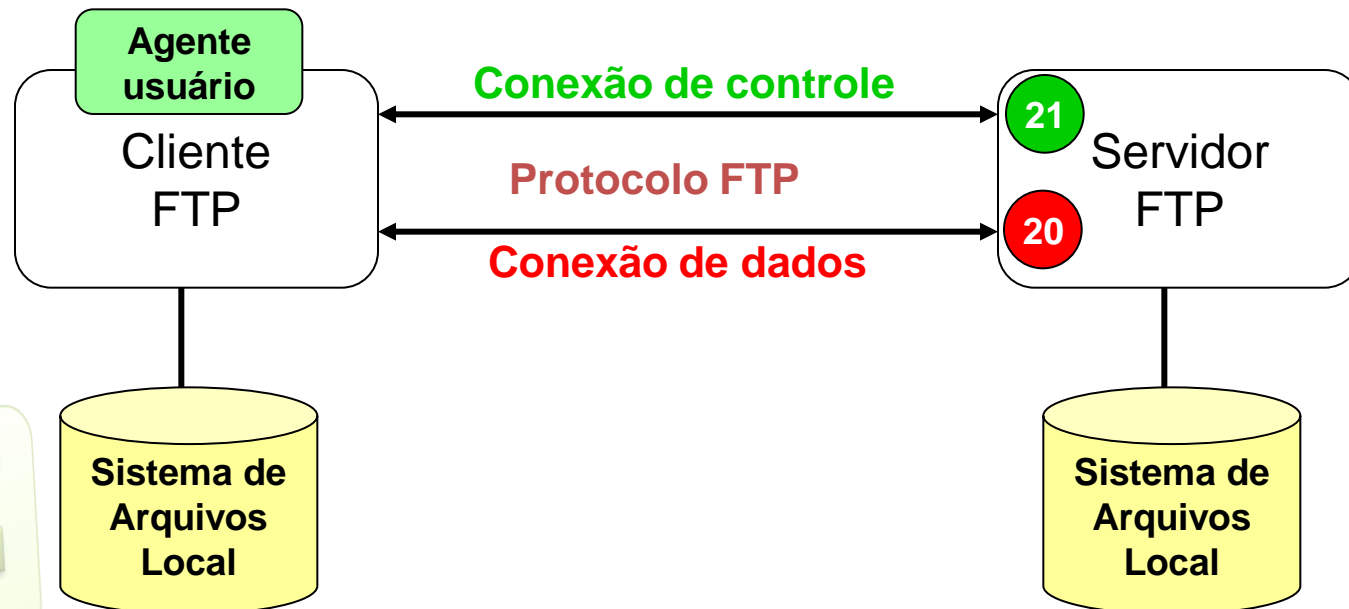 Agente
usuário
Cliente
FTP
Conexão de controle
Protocolo FTP
Conexão de dados
21
20
Servidor
FTP
Sistema de
Arquivos
Local
Sistema de
Arquivos
Local